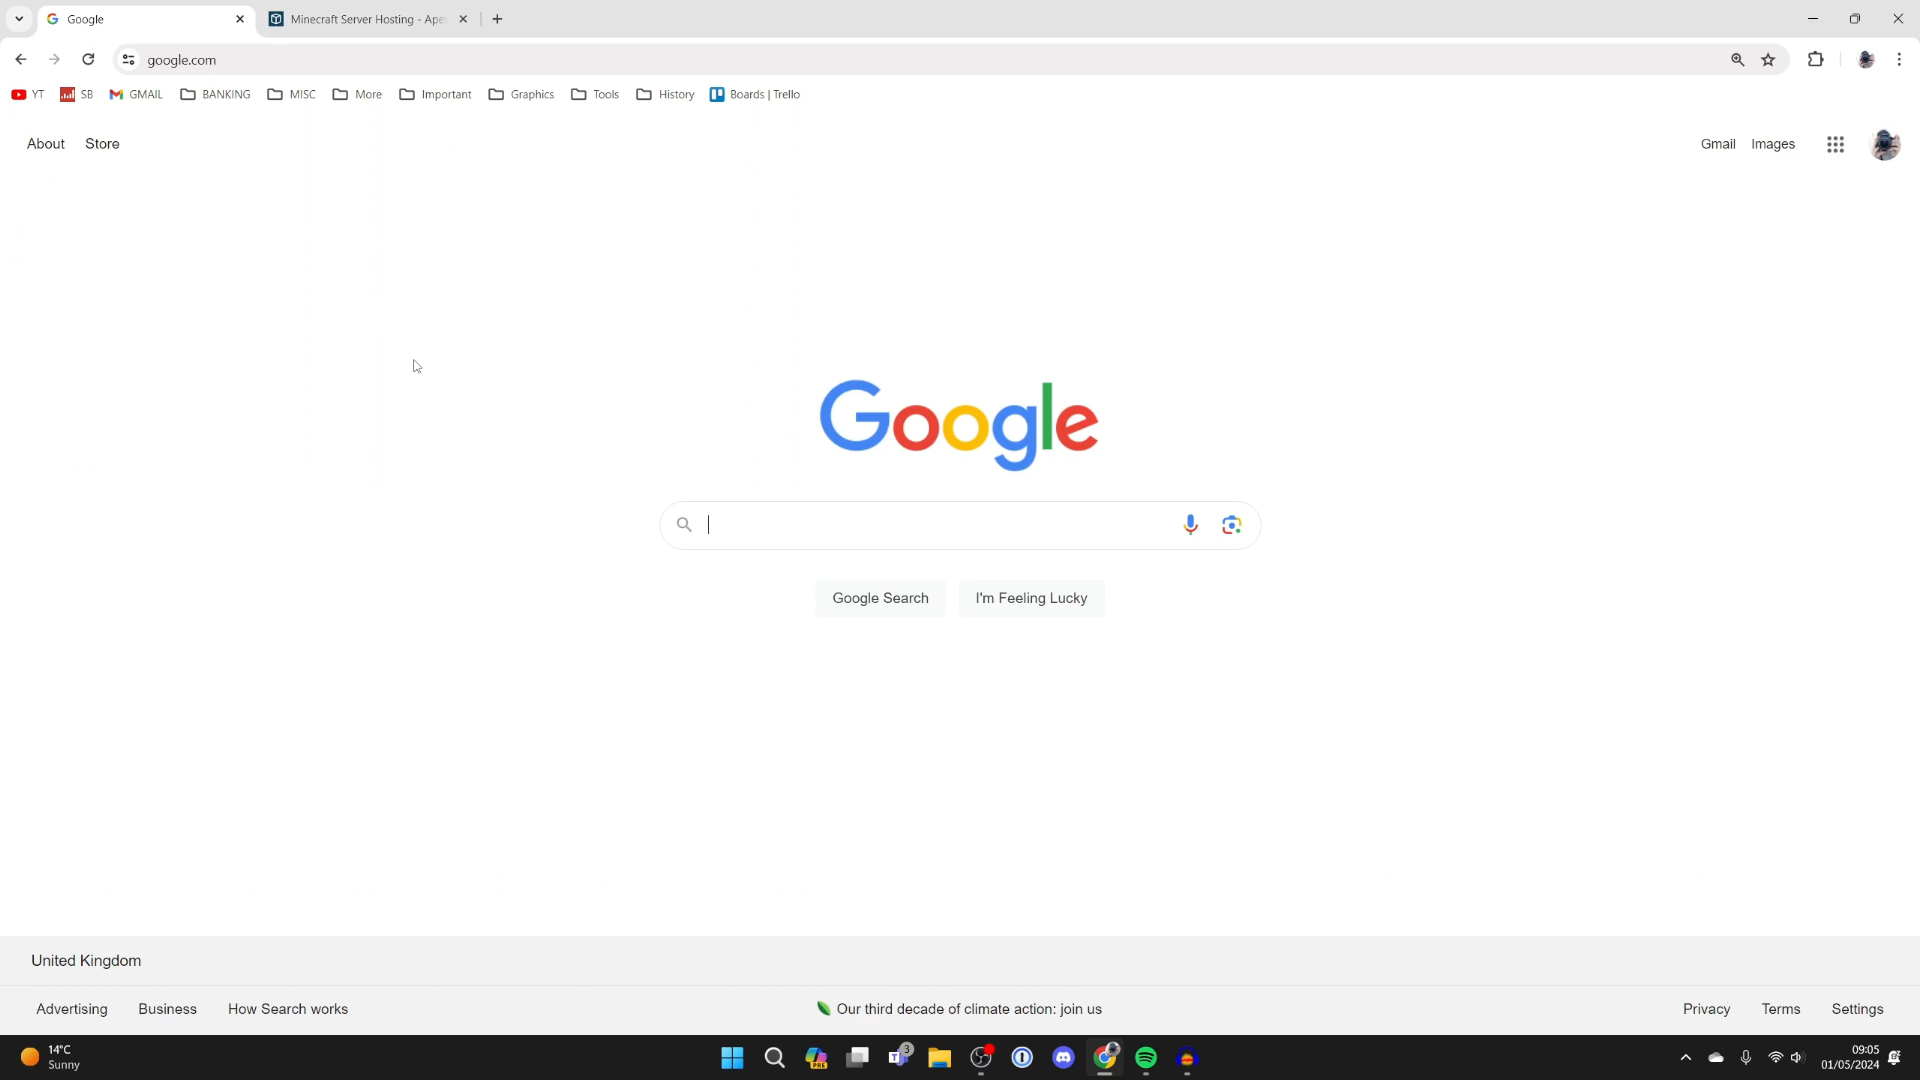 Google
Minecraft Server Hosting - Ape
google.com
YT
SB
GMAIL
BANKING
MISC
More
Important
Graphics
Tools
History
Boards | Trello
About
Store
Gmail
Images
Google
Google Search
I'm Feeling Lucky
United Kingdom
Advertising
Business
How Search works
Our third decade of climate action: join us
Privacy
Terms
Settings
14°C
Sunny
PRE
3
09:05
01/05/2024